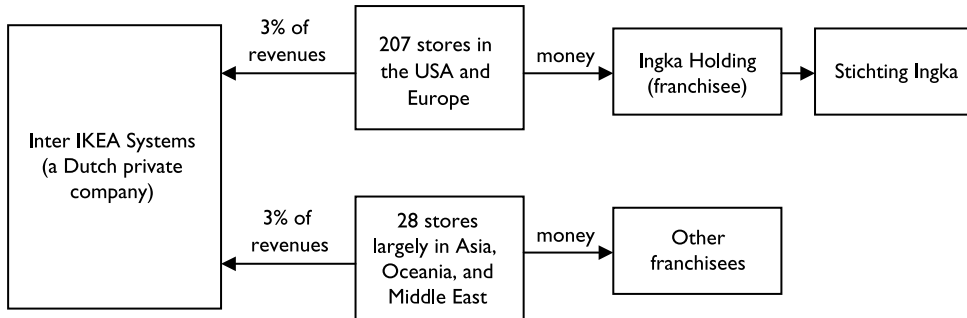 Inter IKEA Systems
(a Dutch private
company)
3% of
revenues
207 stores in
the USA and
Europe
money
Ingka Holding
(franchisee)
Stichting Ingka
3% of
revenues
28 stores
largely in Asia,
Oceania, and
Middle East
money
Other
franchisees